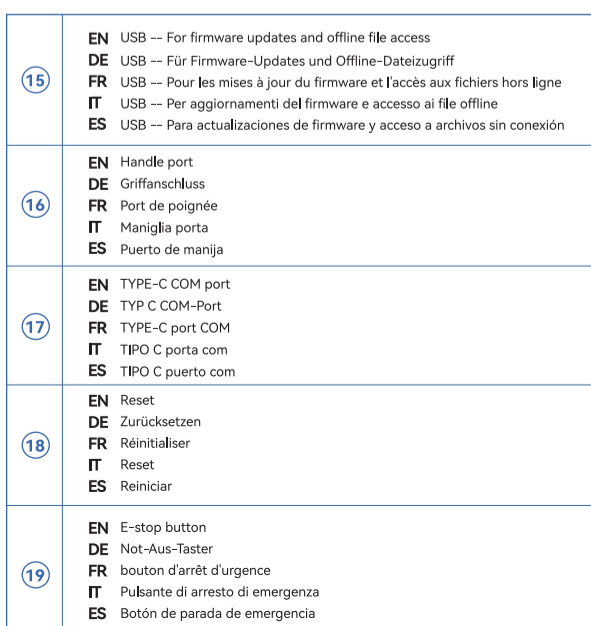 15
EN USB -- For firmware updates and offline file access
DE USB -- Für Firmware-Updates und Offline-Dateizugriff
FR USB -- Pour les mises à jour du firmware et l'accès aux fichiers hors ligne
IT USB -- Per aggiornamenti del firmware e accesso ai file offline
ES USB -- Para actualizaciones de firmware y acceso a archivos sin conexión
16
EN Handle port
DE Griffanschluss
FR Port de poignée
IT Maniglia porta
ES Puerto de manija
17
EN TYPE-C COM port
DE TYP C COM-Port
FR TYPE-C port COM
IT TIPO C porta com
ES TIPO C puerto com
18
EN Reset
DE Zurücksetzen
FR Réinitialiser
IT Reset
ES Reiniciar
19
EN E-stop button
DE Not-Aus-Taster
FR bouton d'arrêt d'urgence
IT Pulsante di arresto di emergenza
ES Botón de parada de emergencia